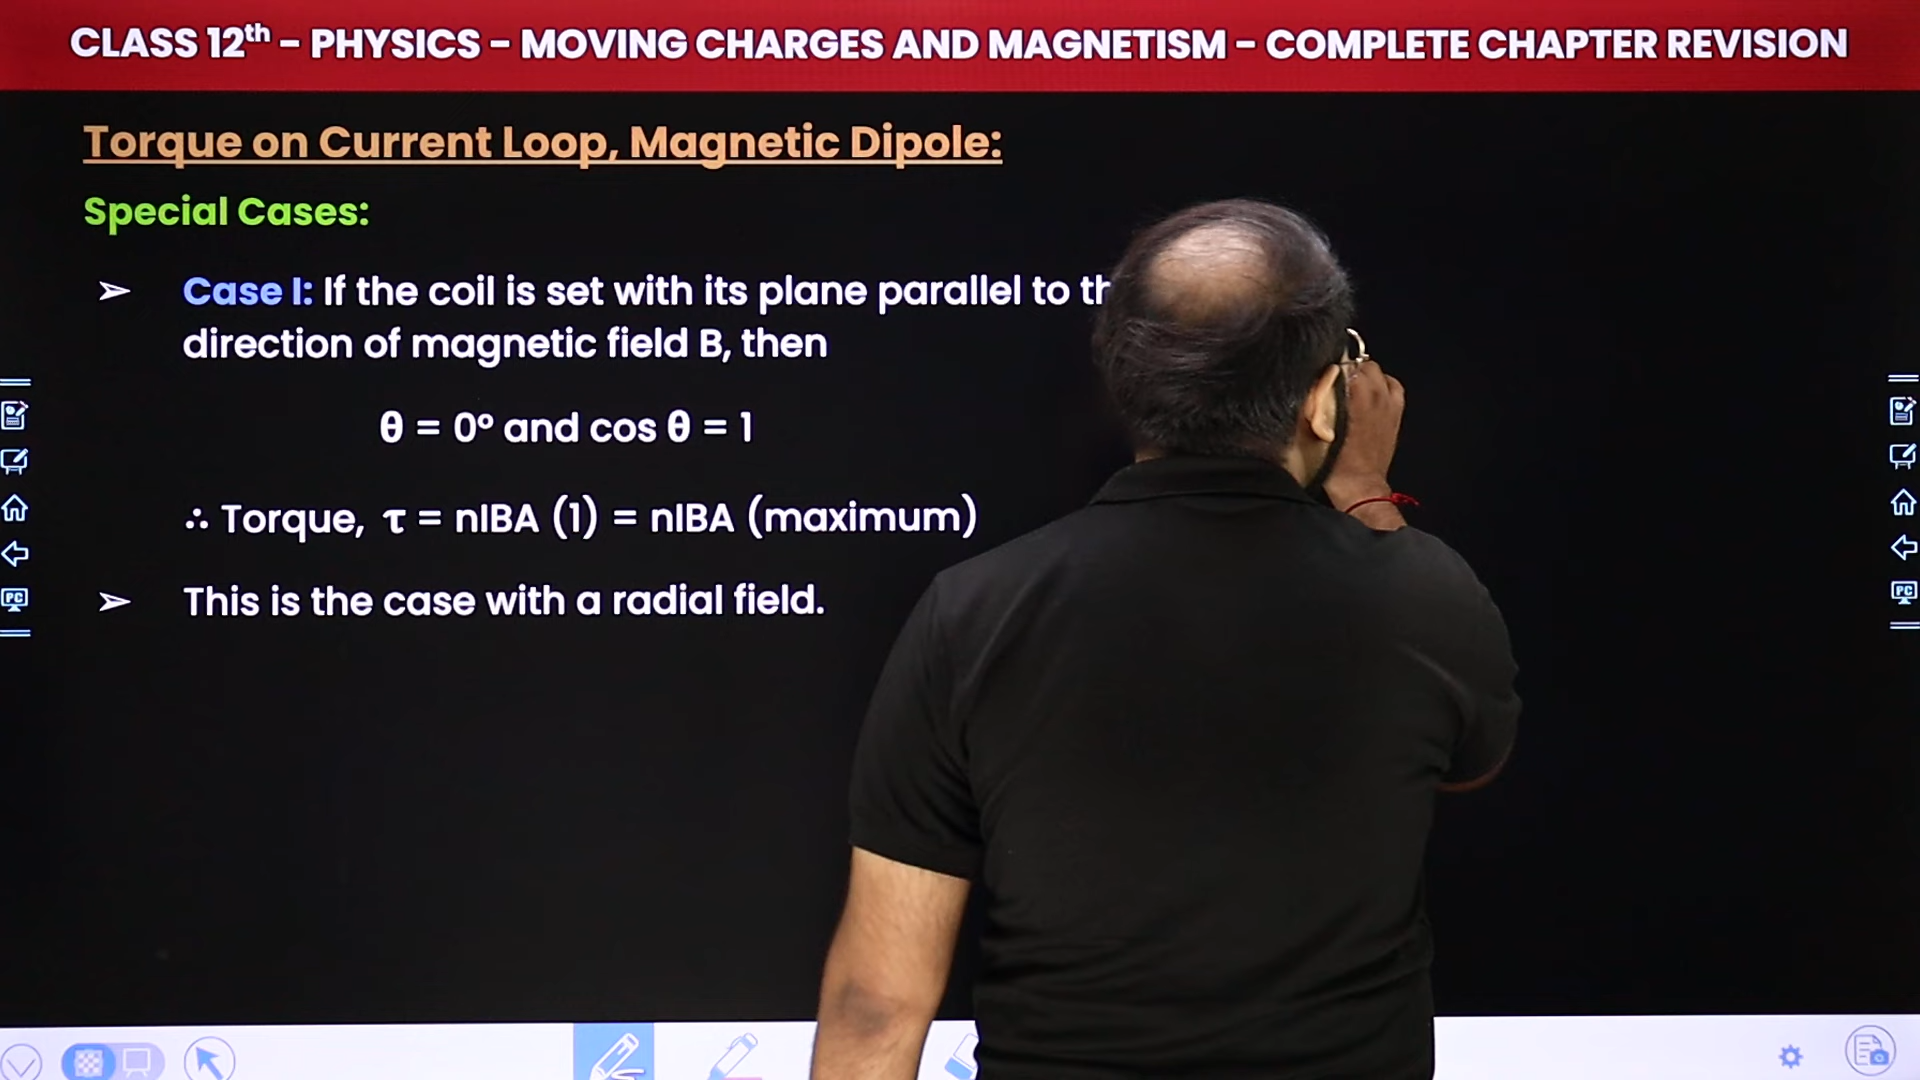 CLASS 12th – PHYSICS – MOVING CHARGES AND MAGNETISM – COMPLETE CHAPTER REVISION
Torque on Current Loop, Magnetic Dipole:
Special Cases:
➢ Case I: If the coil is set with its plane parallel to
direction of magnetic field B, then
θ = 0° and cos θ = 1
∴ Torque, τ = nIBA (1) = nIBA (maximum)
➢ This is the case with a radial field.
PC
PC